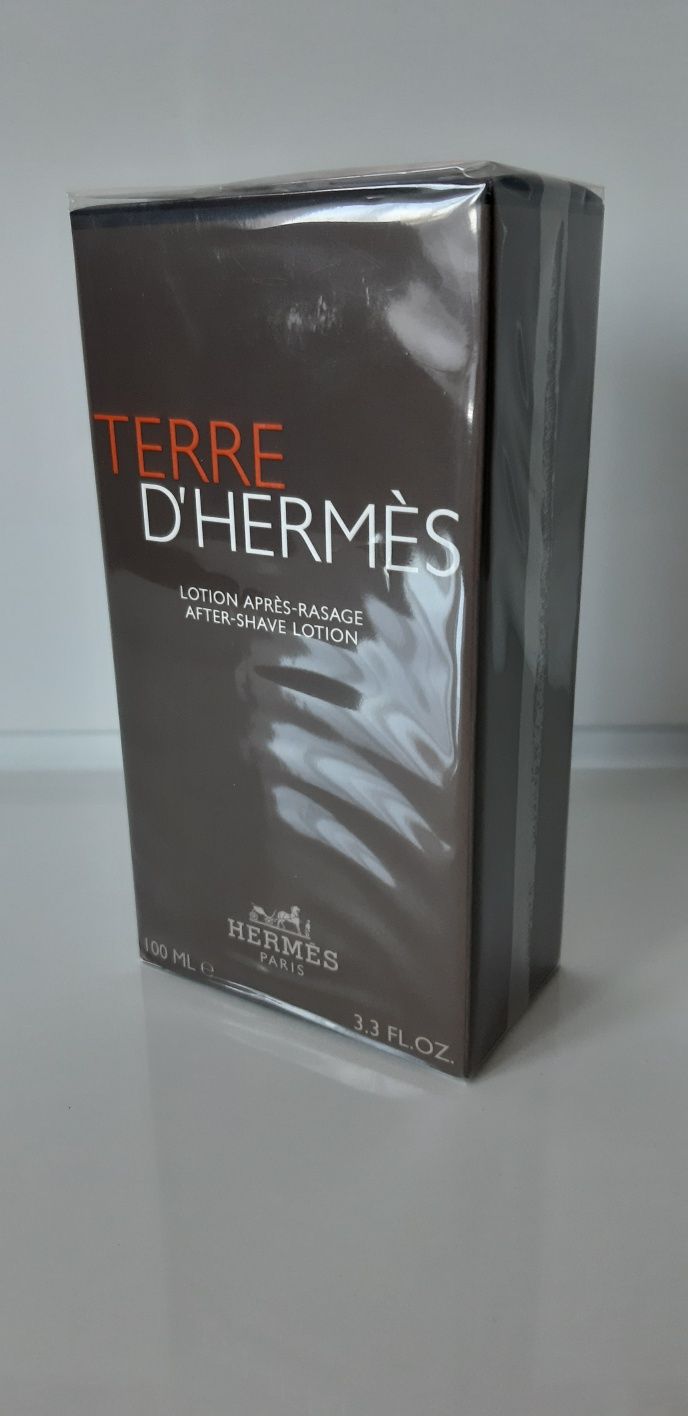 TERRE
D'HERMÈS
LOTION APRÈS-RASAGE
AFTER-SHAVE LOTION
HERMÈS
PARIS
100 ML ℮
3.3 FL.OZ.